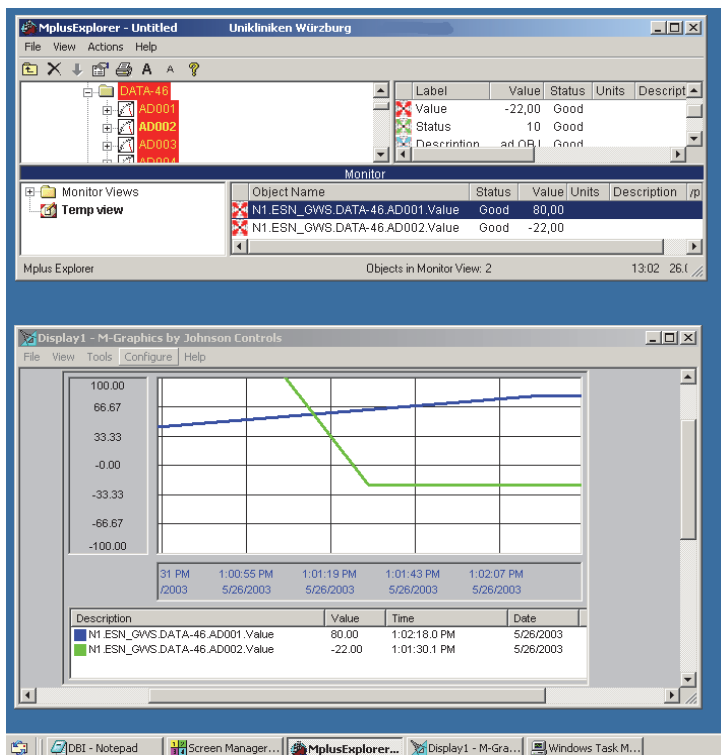 MplusExplorer - Untitled Unikliniken Würzburg
File View Actions Help
A A ?
DATA-46
AD001
AD002
AD003
AD004
Label Value Status Units Descript
Value -22,00 Good
Status 10 Good
Description ad OBJ Good
Monitor
Monitor Views
Temp view
Object Name Status Value Units Description /p
N1.ESN_GWS.DATA-46.AD001.Value Good 80,00
N1.ESN_GWS.DATA-46.AD002.Value Good -22,00
Mplus Explorer Objects in Monitor View: 2 13:02 26.(
Display1 - M-Graphics by Johnson Controls
File View Tools Configure Help
100.00
66.67
33.33
-0.00
-33.33
-66.67
-100.00
31 PM 1:00:55 PM 1:01:19 PM 1:01:43 PM 1:02:07 PM
/2003 5/26/2003 5/26/2003 5/26/2003 5/26/2003
Description Value Time Date
N1.ESN_GWS.DATA-46.AD001.Value 80.00 1:02:18.0 PM 5/26/2003
N1.ESN_GWS.DATA-46.AD002.Value -22.00 1:01:30.1 PM 5/26/2003
DBI - Notepad Screen Manager... MplusExplorer... Display1 - M-Gra... Windows Task M...